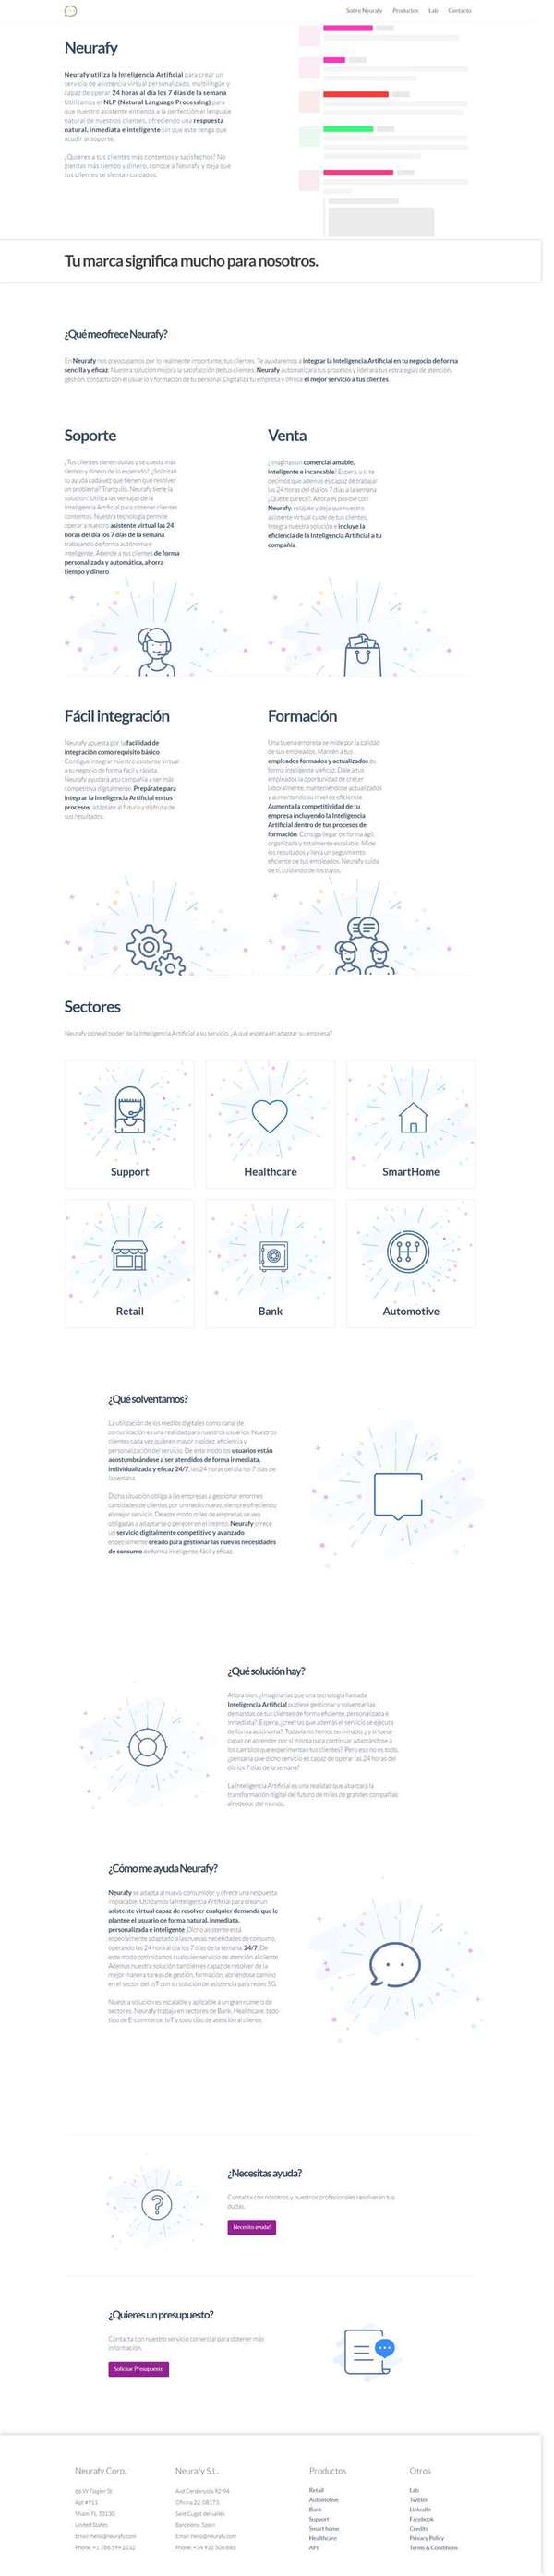 Sobre Neurafy Productos Lab Contacto
Neurafy
Neurafy utiliza la Inteligencia Artificial para crear un
servicio de asistencia virtual personalizado, multilingüe y
capaz de operar 24 horas al día los 7 días de la semana.
Utilizamos el NLP (Natural Language Processing) para
que nuestro asistente entienda a la perfección el lenguaje
natural de nuestros clientes, ofreciendo una respuesta
natural, inmediata e inteligente sin que este tenga que
acudir al soporte.
¿Quieres a tus clientes más contentos y satisfechos? No
pierdas más tiempo y dinero, conoce a Neurafy y deja que
tus clientes se sientan cuidados.
Tu marca significa mucho para nosotros.
¿Qué me ofrece Neurafy?
En Neurafy nos preocupamos por lo realmente importante, tus clientes. Te ayudaremos a integrar la Inteligencia Artificial en tu negocio de forma
sencilla y eficaz. Nuestra solución mejora la satisfacción de tus clientes. Neurafy automatizará tus procesos y liderará tus estrategias de atención,
gestión, contacto con el usuario y formación de tu personal. Digitaliza tu empresa y ofrece el mejor servicio a tus clientes.
Soporte
¿Tus clientes tienen dudas y te cuesta más
tiempo y dinero de lo esperado? ¿Solicitan
tu ayuda cada vez que tienen que resolver
un problema? Tranquilo, Neurafy tiene la
solución! Utiliza las ventajas de la
Inteligencia Artificial para obtener clientes
contentos. Nuestra tecnología permite
operar a nuestro asistente virtual las 24
horas del día los 7 días de la semana
trabajando de forma autónoma e
inteligente. Atiende a tus clientes de forma
personalizada y automática, ahorra
tiempo y dinero.
Venta
¿Imaginas un comercial amable,
inteligente e incansable? Espera, y si te
decimos que además es capaz de trabajar
las 24 horas del día los 7 días a la semana
¿Qué te parece?. Ahora es posible con
Neurafy, relájate y deja que nuestro
asistente virtual cuide de tus clientes.
Integra nuestra solución e incluye la
eficiencia de la Inteligencia Artificial a tu
compañía.
Fácil integración
Neurafy apuesta por la facilidad de
integración como requisito básico.
Consigue integrar nuestro asistente virtual
a tu negocio de forma fácil y rápida.
Neurafy ayudará a tu compañía a ser más
competitiva digitalmente. Prepárate para
integrar la Inteligencia Artificial en tus
procesos, adáptate al futuro y disfruta de
sus resultados.
Formación
Una buena empresa se mide por la calidad
de sus empleados. Mantén a tus
empleados formados y actualizados de
forma inteligente y eficaz. Dale a tus
empleados la oportunidad de crecer
laboralmente, manteniéndose actualizados
y aumentando su nivel de eficiencia.
Aumenta la competitividad de tu
empresa incluyendo la Inteligencia
Artificial dentro de tus procesos de
formación. Consiga llegar de forma ágil,
organizada y totalmente escalable. Mide
los resultados y lleva un seguimiento
eficiente de tus empleados. Neurafy cuida
de ti, cuidando de los tuyos.
Sectores
Neurafy pone el poder de la Inteligencia Artificial a su servicio. ¿A qué espera en adaptar su empresa?
Support Healthcare SmartHome
Retail Bank Automotive
¿Qué solventamos?
La utilización de los medios digitales como canal de
comunicación es una realidad para nuestros usuarios. Nuestros
clientes cada vez quieren mayor rapidez, eficiencia y
personalización del servicio. De este modo los usuarios están
acostumbrándose a ser atendidos de forma inmediata,
individualizada y eficaz 24/7, las 24 horas del día los 7 días de
la semana.
Dicha situación obliga a las empresas a gestionar enormes
cantidades de clientes por un medio nuevo, siempre ofreciendo
el mejor servicio. De este modo miles de empresas se ven
obligadas a adaptarse o perecer en el intento. Neurafy ofrece
un servicio digitalmente competitivo y avanzado
especialmente creado para gestionar las nuevas necesidades
de consumo de forma inteligente, fácil y eficaz.
¿Qué solución hay?
Ahora bien, ¿Imaginarías que una tecnología llamada
Inteligencia Artificial pudiese gestionar y solventar las
demandas de tus clientes de forma eficiente, personalizada e
inmediata?. Espera, ¿creerías que además el servicio se ejecuta
de forma autónoma?. Todavía no hemos terminado, ¿y si fuese
capaz de aprender por sí misma para continuar adaptándose a
los cambios que experimentan tus clientes?. Pero eso no es todo,
¿pensaría que dicho servicio es capaz de operar las 24 horas del
día los 7 días de la semana?
La Inteligencia Artificial es una realidad que abarcará la
transformación digital del futuro de miles de grandes compañías
alrededor del mundo.
¿Cómo me ayuda Neurafy?
Neurafy se adapta al nuevo consumidor y ofrece una respuesta
implacable. Utilizamos la Inteligencia Artificial para crear un
asistente virtual capaz de resolver cualquier demanda que le
plantee el usuario de forma natural, inmediata,
personalizada e inteligente. Dicho asistente está
especialmente adaptado a las nuevas necesidades de consumo,
operando las 24 hora al día los 7 días de la semana, 24/7. De
este modo optimizamos cualquier servicio de atención al cliente.
Además nuestra solución también es capaz de resolver de la
mejor manera tareas de gestión, formación, abriéndose camino
en el sector del IoT con su solución de asistencia para redes 5G.
Nuestra solución es escalable y aplicable a un gran número de
sectores. Neurafy trabaja en sectores de Bank, Healthcare, todo
tipo de E-commerce, IoT y todo tipo de atención al cliente.
¿Necesitas ayuda?
Contacta con nosotros y nuestros profesionales resolverán tus
dudas.
Necesito ayuda!
¿Quieres un presupuesto?
Contacta con nuestro servicio comercial para obtener más
información.
Solicitar Presupuesto
Neurafy Corp.
66 W Flagler St
Apt #911
Miami FL 33130
United States
Email: hello@neurafy.com
Phone: +1 786 599 2232
Neurafy S.L.
Avd Cerdanyola 92-94
Oficina 22, 08173
Sant Cugat del vallès
Barcelona, Spain
Email: hello@neurafy.com
Phone: +34 932 506 880
Productos
Retail
Automotive
Bank
Support
Smart home
Healthcare
API
Otros
Lab
Twitter
Linkedin
Facebook
Credits
Privacy Policy
Terms & Conditions